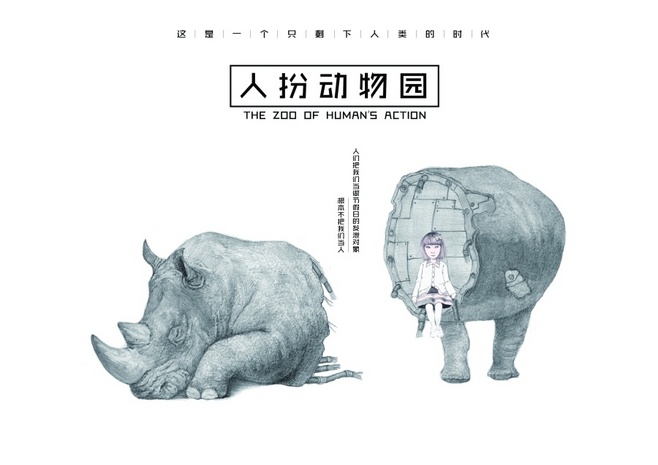 这是一个只剩下人类的时代
人扮动物园
THE ZOO OF HUMAN'S ACTION
人们把我们当调节假日的发泄对象
根本不把我们当人